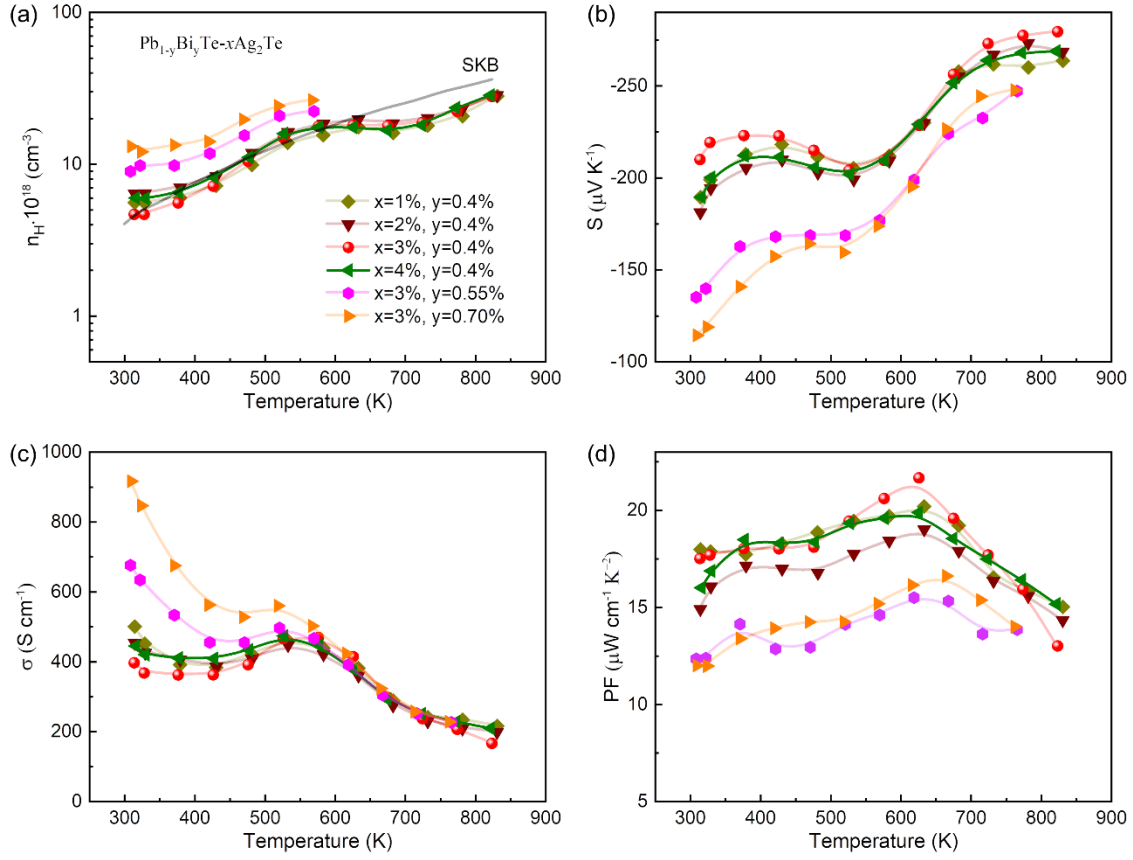 (a)
100
10
1
n_H·10^18 (cm^-3)
Pb_1-yBi_yTe-xAg_2Te
SKB
x=1%, y=0.4%
x=2%, y=0.4%
x=3%, y=0.4%
x=4%, y=0.4%
x=3%, y=0.55%
x=3%, y=0.70%
300 400 500 600 700 800 900
Temperature (K)
(b)
-250
-200
-150
-100
S (µV K^-1)
300 400 500 600 700 800 900
Temperature (K)
(c)
1000
800
600
400
200
0
σ (S cm^-1)
300 400 500 600 700 800 900
Temperature (K)
(d)
20
15
10
5
PF (µW cm^-1 K^-2)
300 400 500 600 700 800 900
Temperature (K)